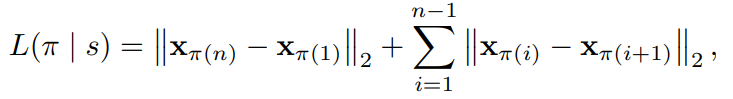 L(π | s) = ‖x_{π(n)} − x_{π(1)}‖_2 + ∑_{i=1}^{n−1} ‖x_{π(i)} − x_{π(i+1)}‖_2 ,